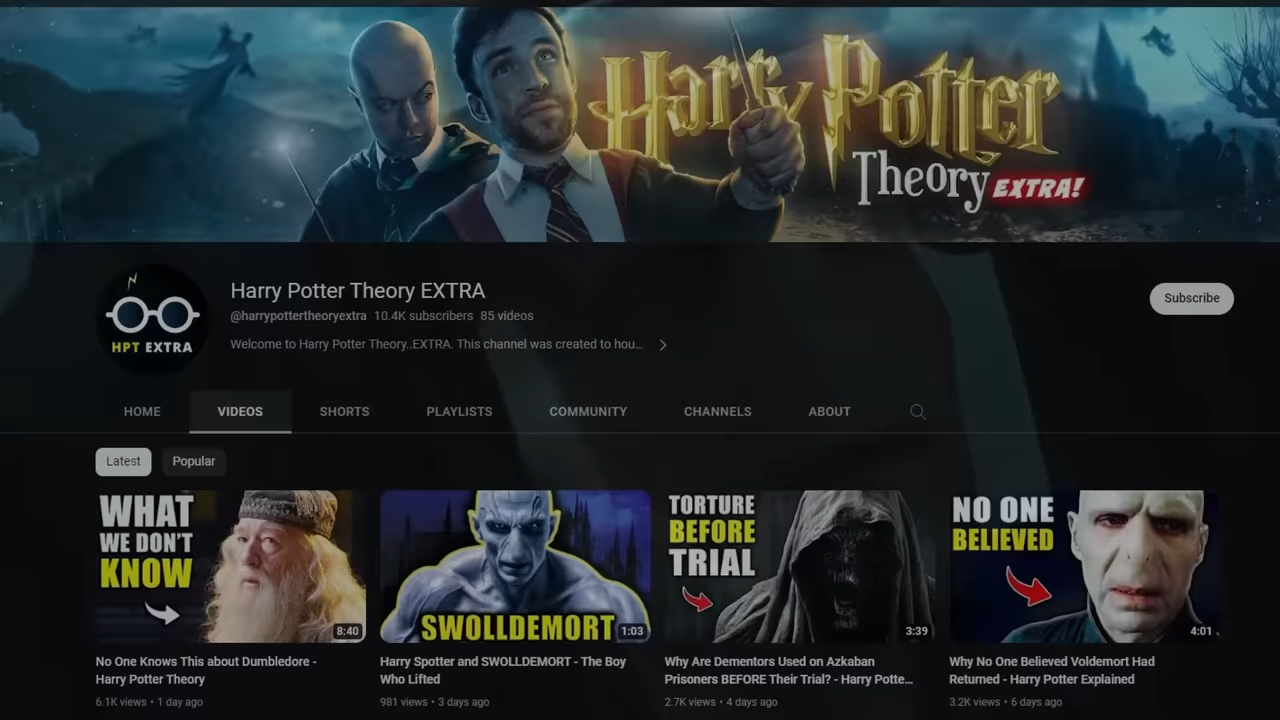 Harry Potter
Theory EXTRA!
HPT EXTRA
Harry Potter Theory EXTRA
@harrypottertheoryextra 10.4K subscribers 85 videos
Welcome to Harry Potter Theory..EXTRA. This channel was created to hou...
Subscribe
HOME VIDEOS SHORTS PLAYLISTS COMMUNITY CHANNELS ABOUT
Latest Popular
WHAT
WE DON'T
KNOW
8:40
No One Knows This about Dumbledore -
Harry Potter Theory
6.1K views • 1 day ago
SWOLLDEMORT
1:03
Harry Spotter and SWOLLDEMORT - The Boy
Who Lifted
981 views • 3 days ago
TORTURE
BEFORE
TRIAL
3:39
Why Are Dementors Used on Azkaban
Prisoners BEFORE Their Trial? - Harry Potte...
2.7K views • 4 days ago
NO ONE
BELIEVED
4:01
Why No One Believed Voldemort Had
Returned - Harry Potter Explained
3.2K views • 6 days ago